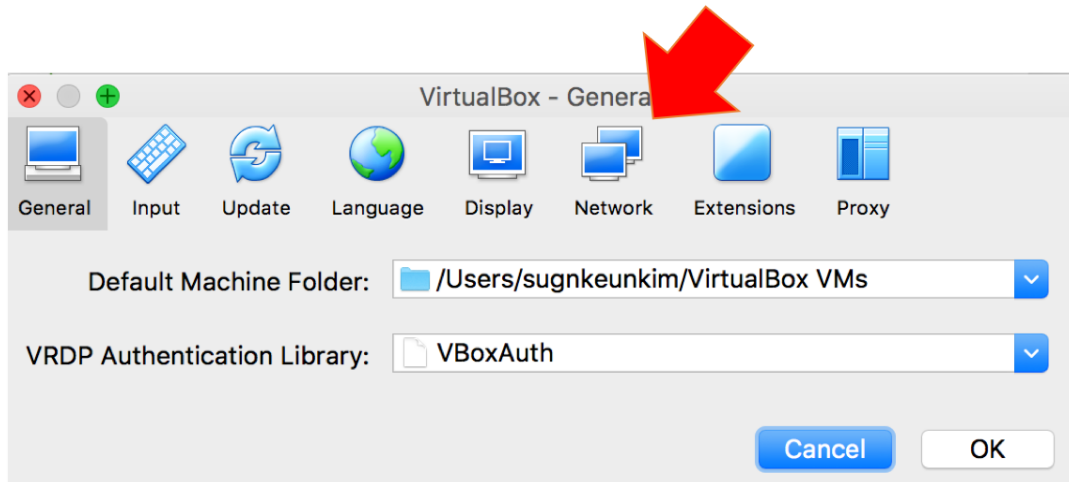 VirtualBox - Genera
General Input Update Language Display Network Extensions Proxy
Default Machine Folder: /Users/sugnkeunkim/VirtualBox VMs
VRDP Authentication Library: VBoxAuth
Cancel OK